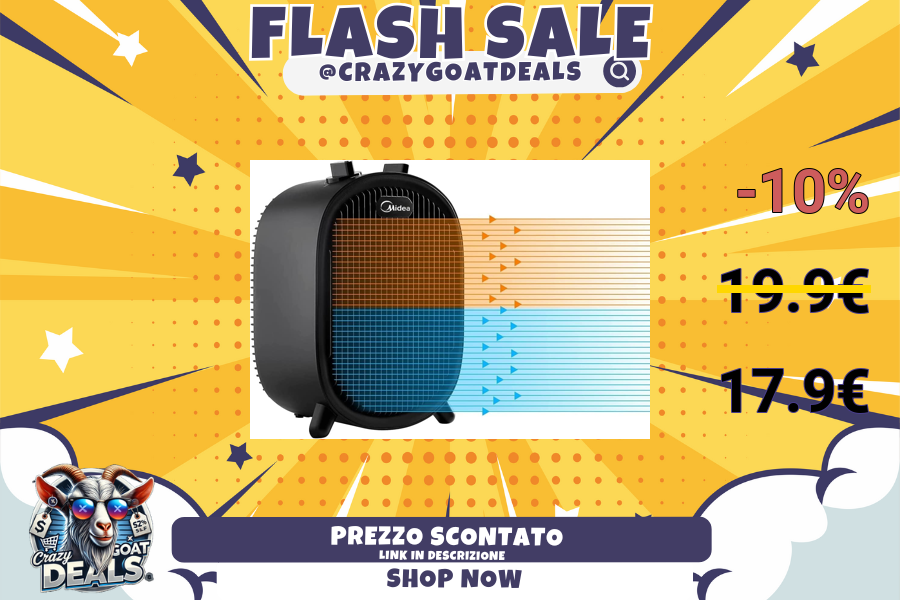 FLASH SALE
@CRAZYGOATDEALS
Midea
-10%
19.9€
17.9€
$
52%
Crazy
GOAT
DEALS
PREZZO SCONTATO
LINK IN DESCRIZIONE
SHOP NOW